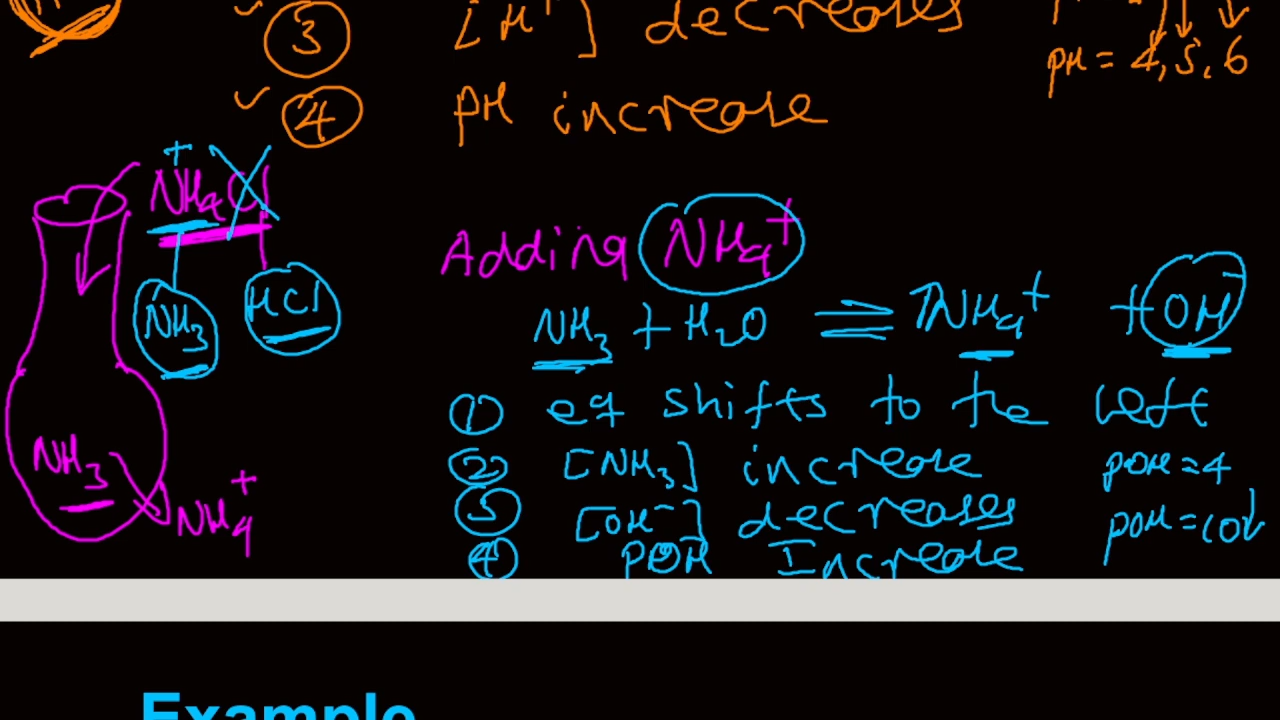 ③ [H+] decreases
pH = 4, 5, 6
④ PH increase
NH4+Cl
Adding NH4+
NH3 HCl
NH3 + H2O ⇌ NH4+ + OH-
① eq shifts to the left
NH3
② [NH3] increase POH = 4
③ [OH-] decreases
NH4+
④ POH Increase
Example